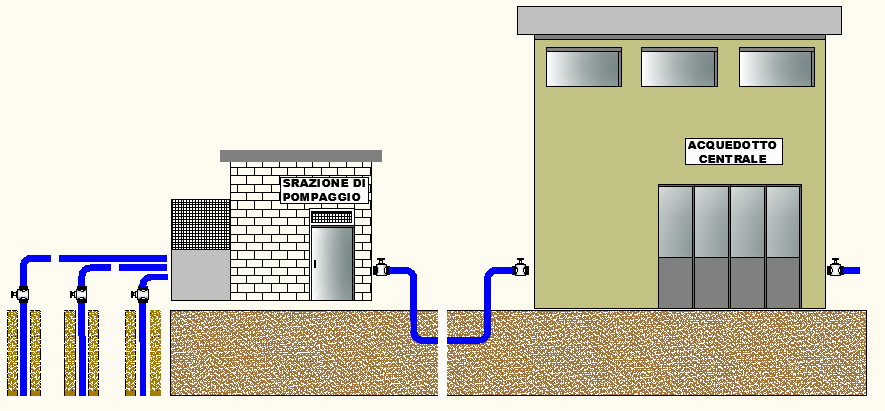 SRAZIONE DI
POMPAGGIO
ACQUEDOTTO
CENTRALE